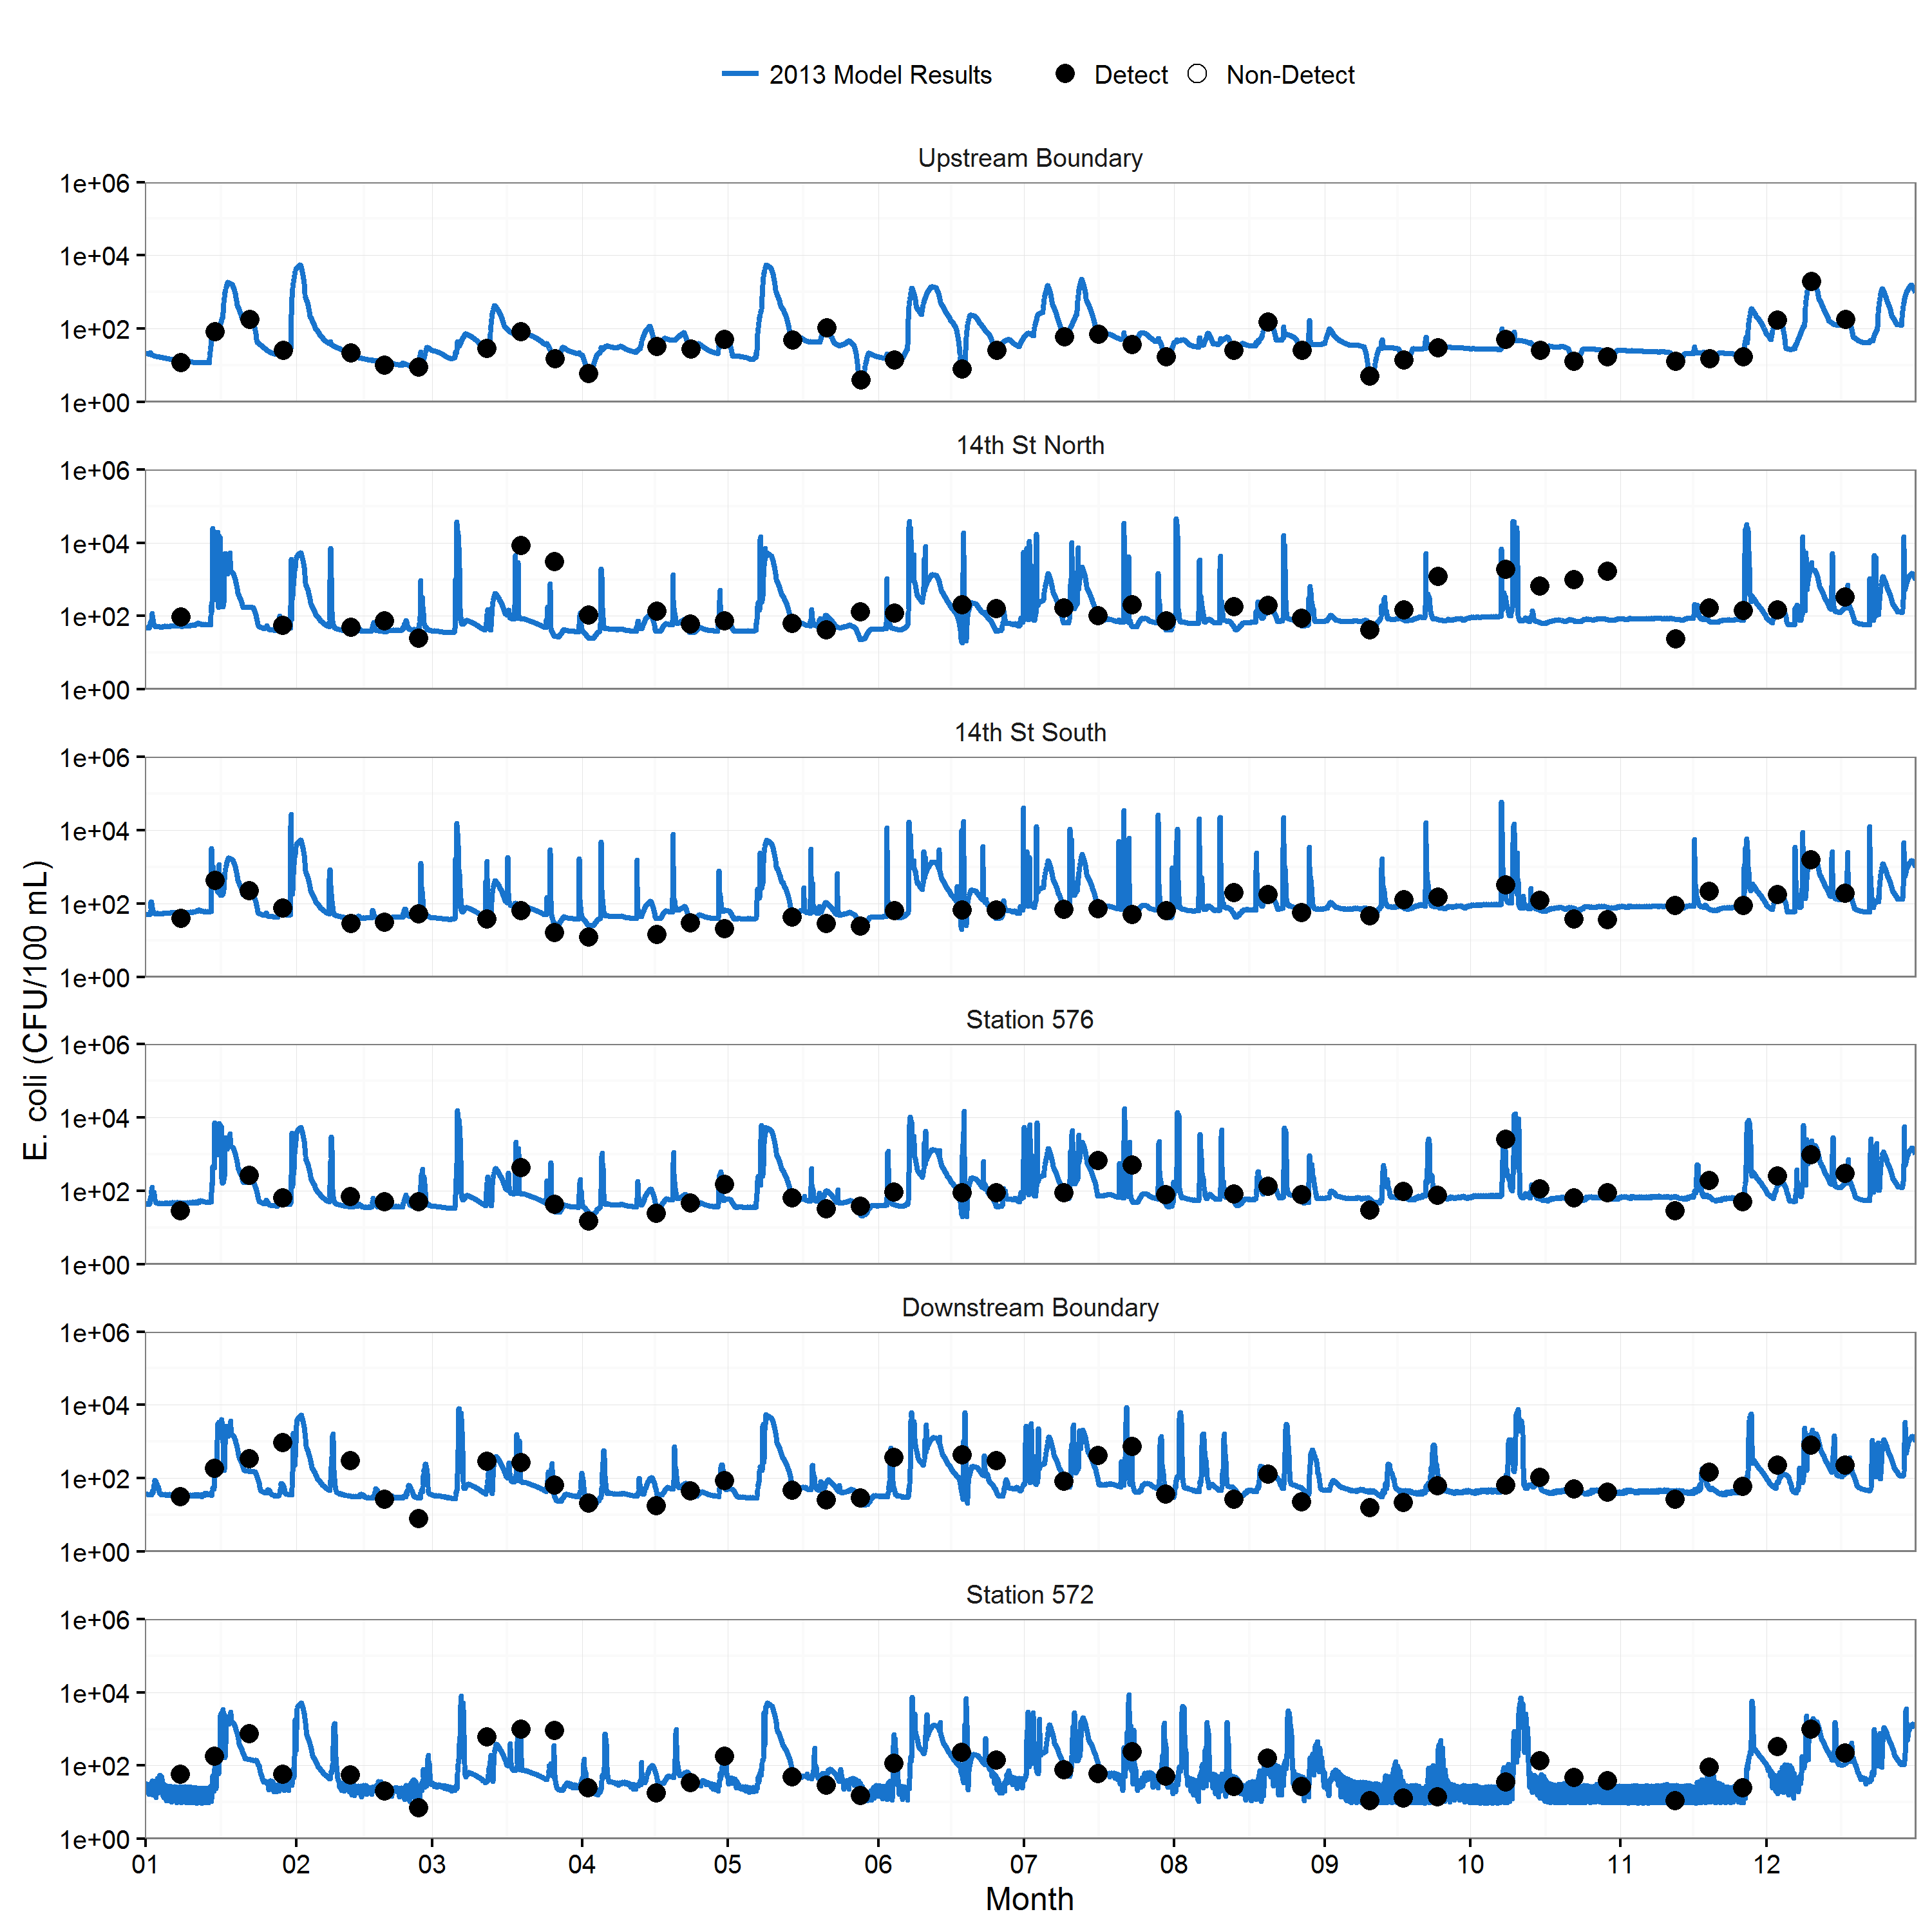 2013 Model Results Detect Non-Detect
Upstream Boundary
1e+06
1e+04
1e+02
1e+00
14th St North
1e+06
1e+04
1e+02
1e+00
14th St South
1e+06
1e+04
1e+02
1e+00
Station 576
1e+06
1e+04
1e+02
1e+00
Downstream Boundary
1e+06
1e+04
1e+02
1e+00
Station 572
1e+06
1e+04
1e+02
1e+00
E. coli (CFU/100 mL)
01 02 03 04 05 06 07 08 09 10 11 12
Month